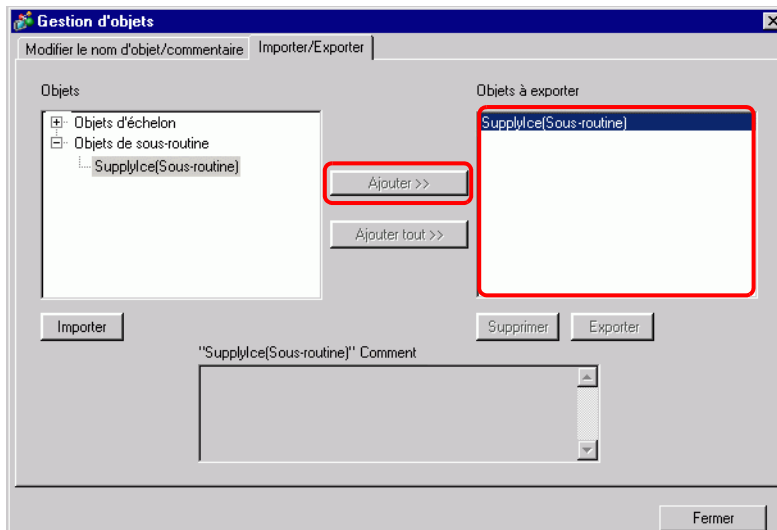 Gestion d'objets
Modifier le nom d'objet/commentaire
Importer/Exporter
Objets
Objets à exporter
Objets d'échelon
Objets de sous-routine
SupplyIce(Sous-routine)
SupplyIce(Sous-routine)
Ajouter >>
Ajouter tout >>
Importer
Supprimer
Exporter
"SupplyIce(Sous-routine)" Comment
Fermer